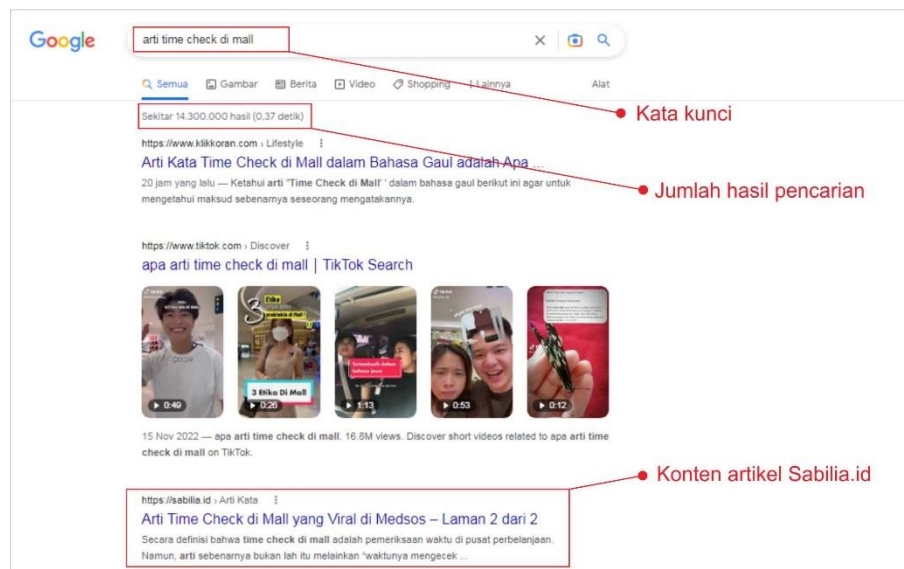 Google
arti time check di mall
Semua Gambar Berita Video Shopping Lainnya Alat
Kata kunci
Sekitar 14.300.000 hasil (0,37 detik)
https://www.klikkoran.com › Lifestyle
Arti Kata Time Check di Mall dalam Bahasa Gaul adalah Apa ...
20 jam yang lalu — Ketahui arti "Time Check di Mall' ' dalam bahasa gaul berikut ini agar untuk
mengetahui maksud sebenarnya seseorang mengatakannya.
Jumlah hasil pencarian
https://www.tiktok.com › Discover
apa arti time check di mall | TikTok Search
3 Etika
3 Etika Di Mall
Terimakasih dalam
bahasa jawa
0:49
0:26
1:13
0:53
0:12
15 Nov 2022 — apa arti time check di mall. 16.8M views. Discover short videos related to apa arti time
check di mall on TikTok.
Konten artikel Sabilia.id
https://sabilia.id › Arti Kata
Arti Time Check di Mall yang Viral di Medsos – Laman 2 dari 2
Secara definisi bahwa time check di mall adalah pemeriksaan waktu di pusat perbelanjaan.
Namun, arti sebenarnya bukan lah itu melainkan "waktunya mengecek ...